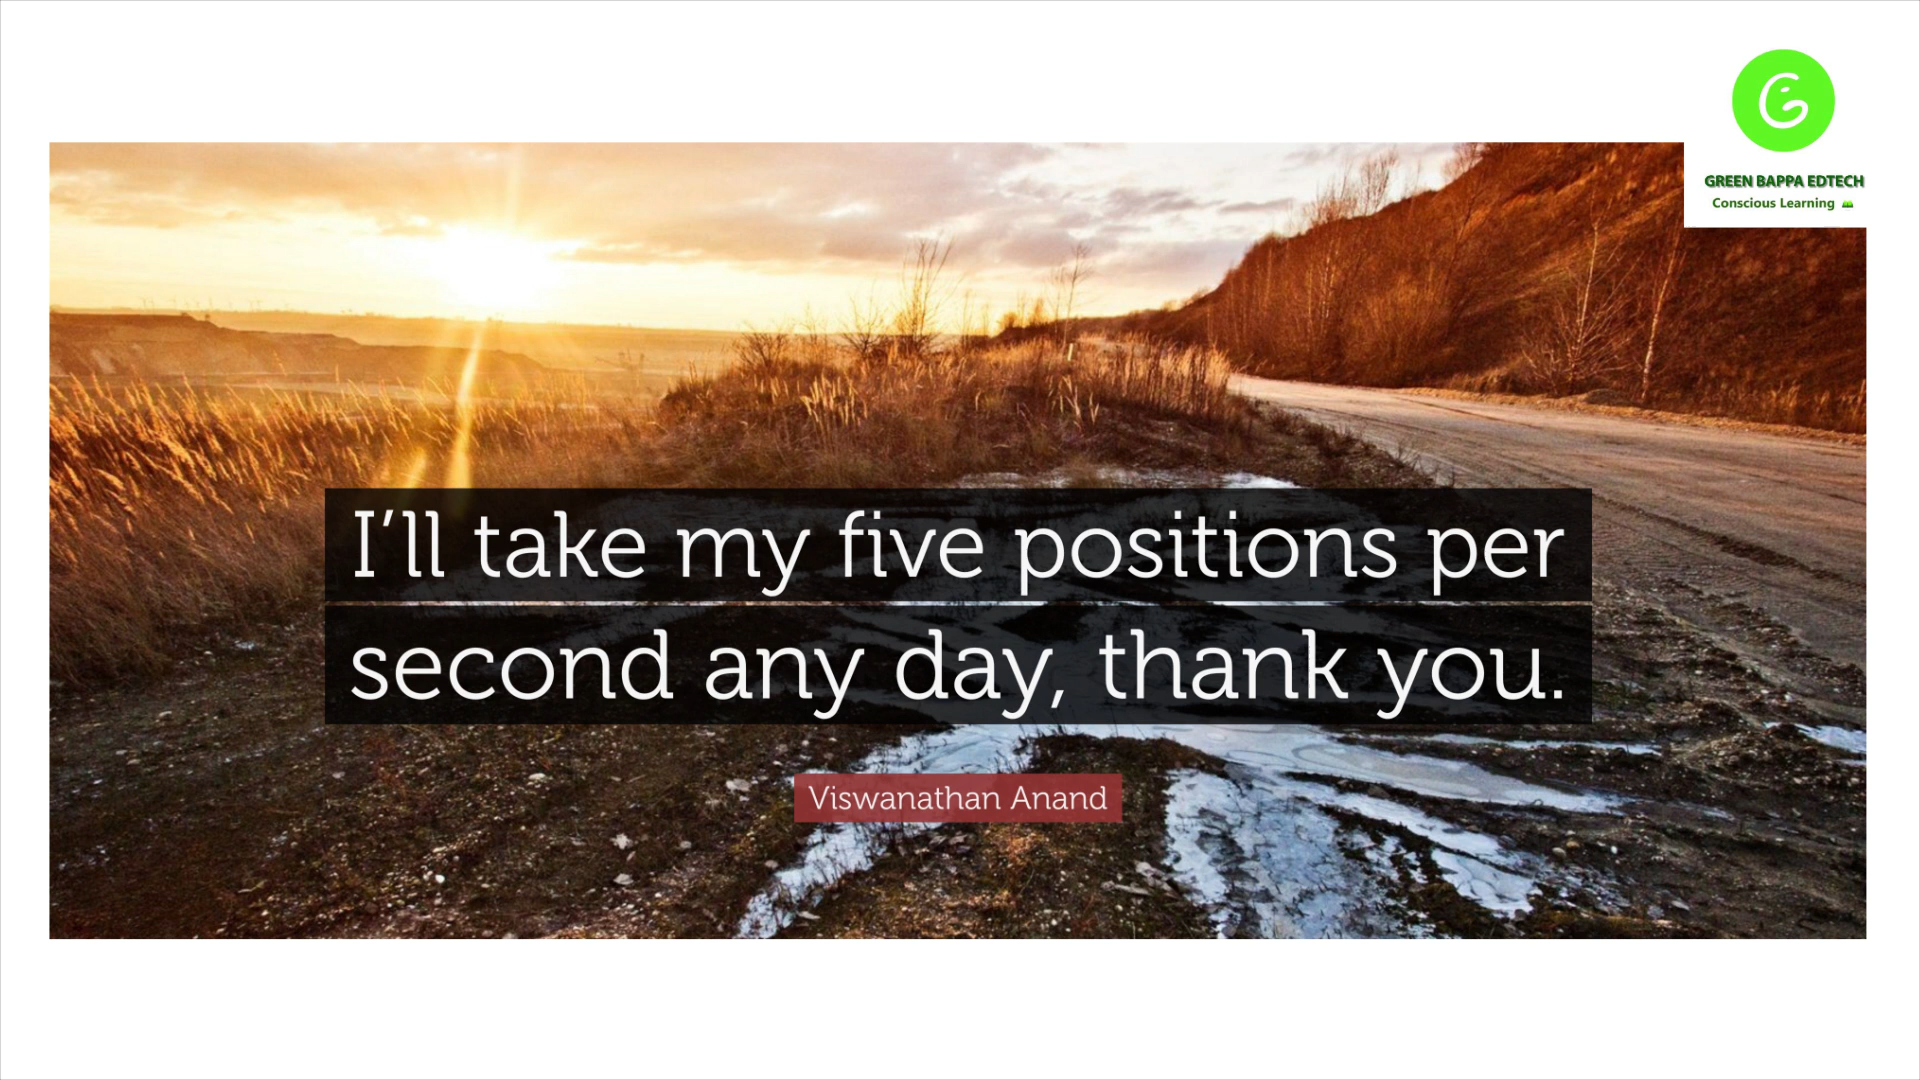 GREEN BAPPA EDTECH
Conscious Learning
I’ll take my five positions per
second any day, thank you.
Viswanathan Anand